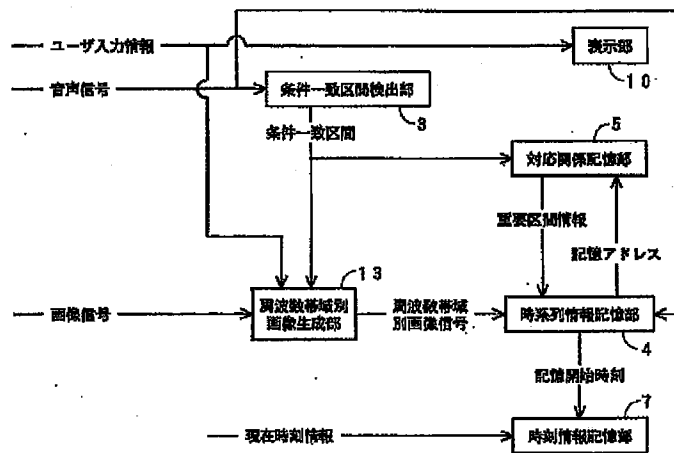 ユーザ入力情報
表示部
10
音声信号
条件一致区間検出部
3
条件一致区間
5
対応関係記憶部
重要区間情報
記憶アドレス
13
画像信号
周波数帯域別
画像生成部
周波数帯域
別画像信号
時系列情報記憶部
4
記憶開始時刻
7
現在時刻情報
時刻情報記憶部